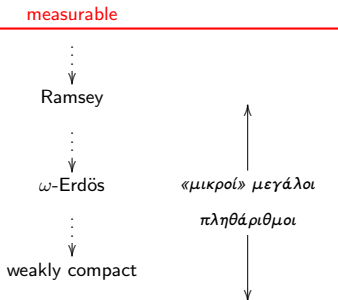 measurable
Ramsey
ω-Erdös
«μικροί» μεγάλοι
πληθάριθμοι
weakly compact